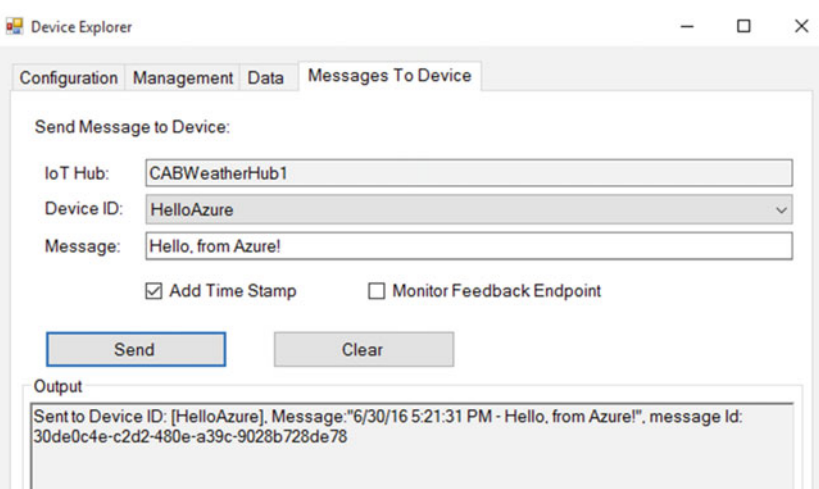 Device Explorer
Configuration Management Data Messages To Device
Send Message to Device:
IoT Hub: CABWeatherHub1
Device ID: HelloAzure
Message: Hello, from Azure!
Add Time Stamp Monitor Feedback Endpoint
Send Clear
Output
Sent to Device ID: [HelloAzure], Message:"6/30/16 5:21:31 PM - Hello, from Azure!", message Id:
30de0c4e-c2d2-480e-a39c-9028b728de78